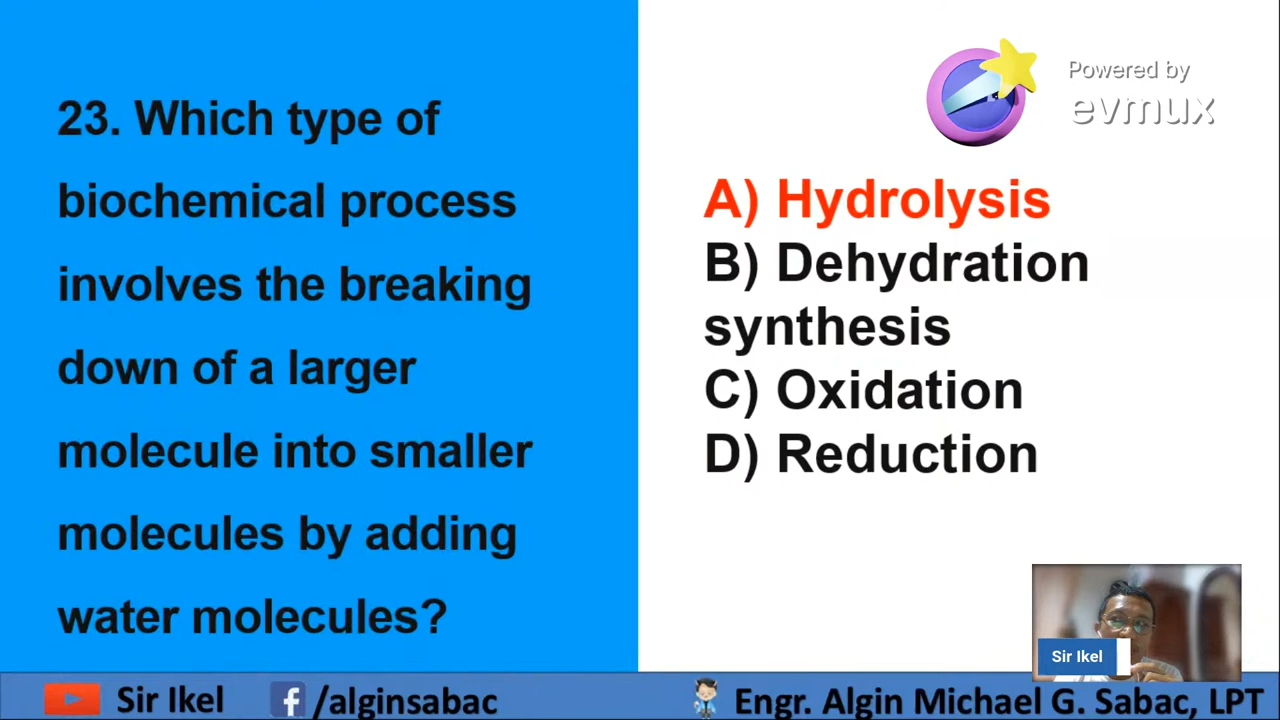 23. Which type of
biochemical process
involves the breaking
down of a larger
molecule into smaller
molecules by adding
water molecules?
Powered by
evmux
A) Hydrolysis
B) Dehydration
synthesis
C) Oxidation
D) Reduction
Sir Ikel
Sir Ikel
/alginsabac
Engr. Algin Michael G. Sabac, LPT